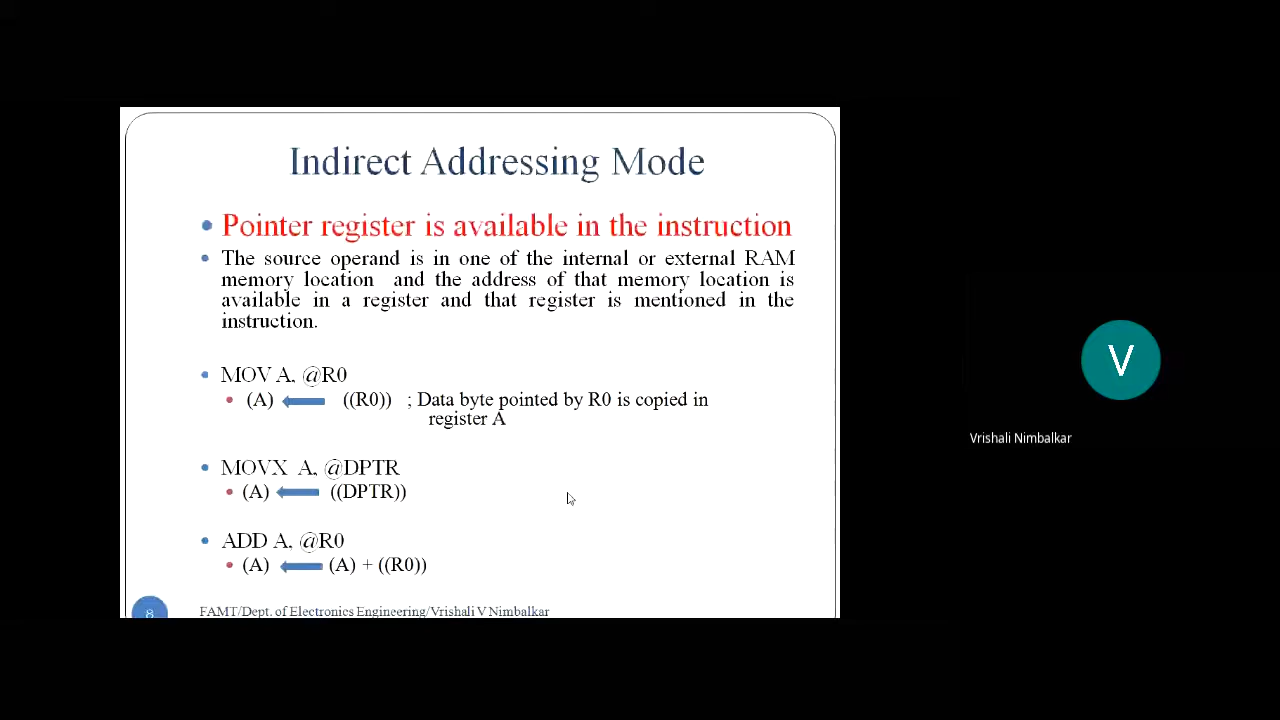 Indirect Addressing Mode
Pointer register is available in the instruction
The source operand is in one of the internal or external RAM
memory location and the address of that memory location is
available in a register and that register is mentioned in the
instruction.
MOV A, @R0
(A) ((R0)) ; Data byte pointed by R0 is copied in
register A
MOVX A, @DPTR
(A) ((DPTR))
ADD A, @R0
(A) (A) + ((R0))
8 FAMT/Dept. of Electronics Engineering/Vrishali V Nimbalkar
V
Vrishali Nimbalkar